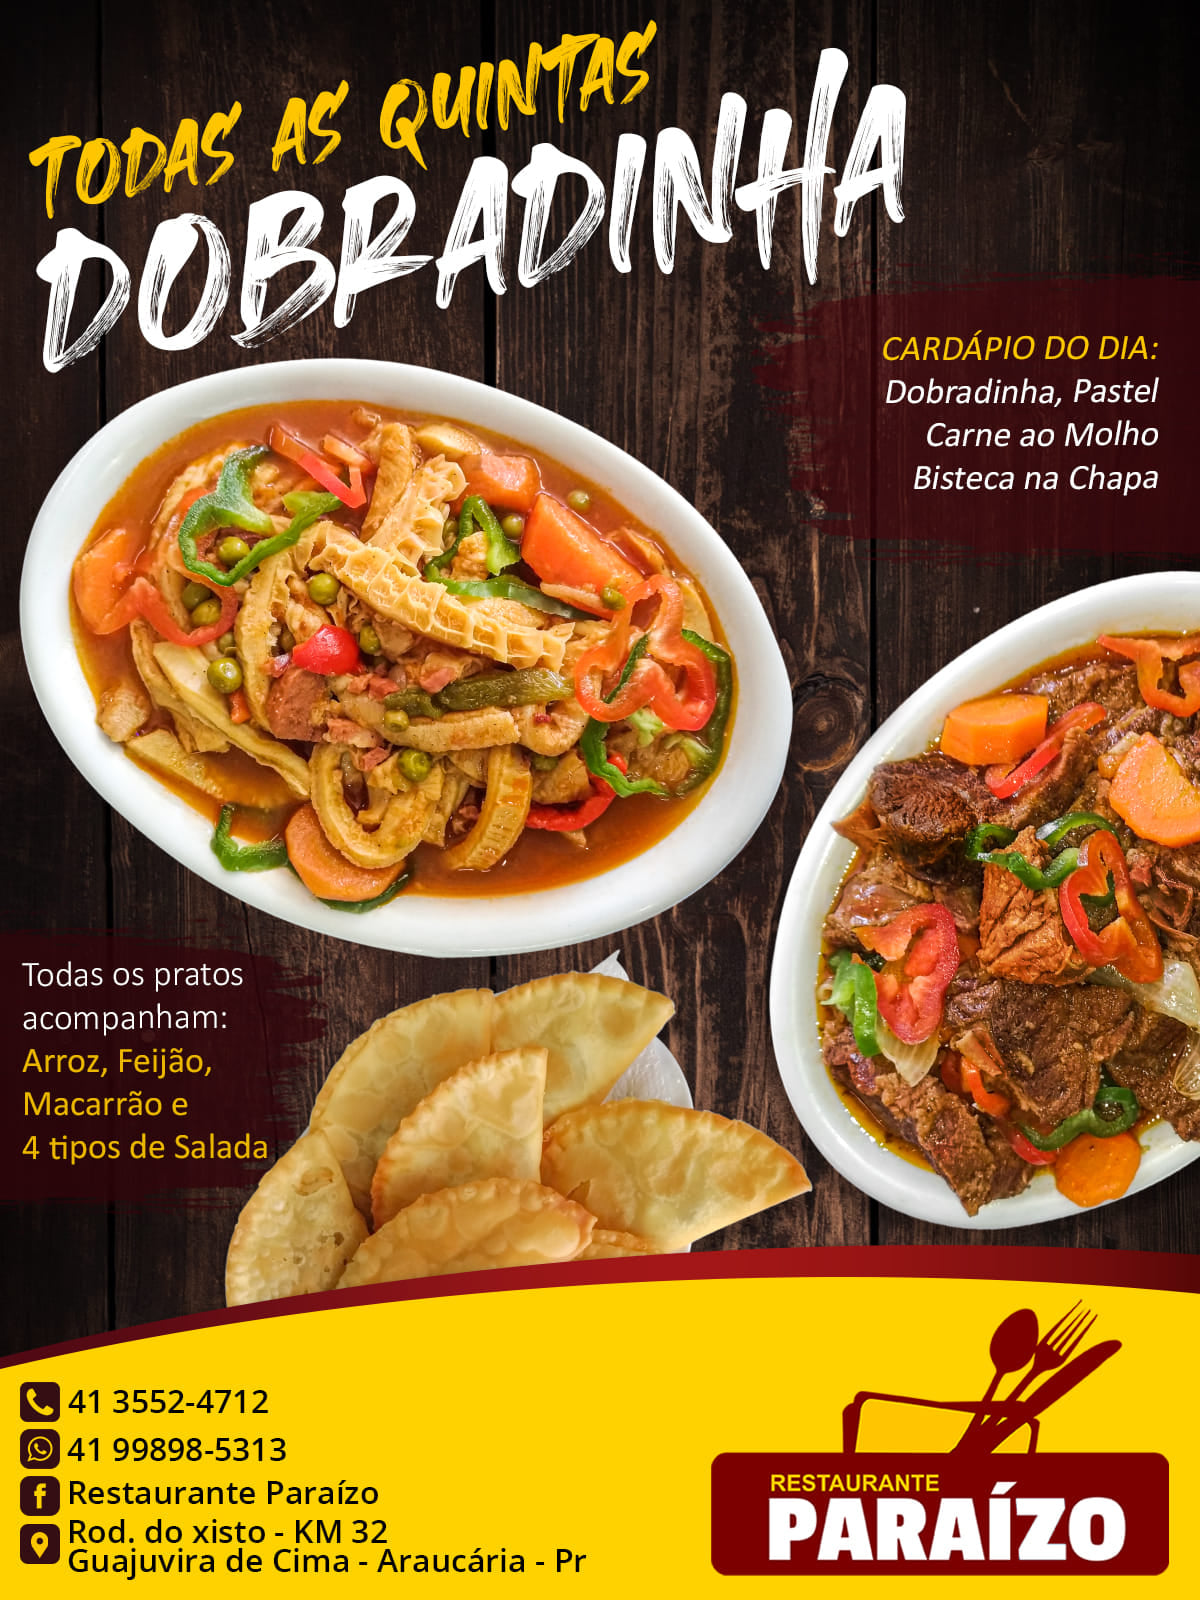 TODAS AS QUINTAS
DOBRADINHA
CARDÁPIO DO DIA:
Dobradinha, Pastel
Carne ao Molho
Bisteca na Chapa
Todas os pratos
acompanham:
Arroz, Feijão,
Macarrão e
4 tipos de Salada
41 3552-4712
41 99898-5313
Restaurante Paraízo
Rod. do xisto - KM 32
Guajuvira de Cima - Araucária - Pr
RESTAURANTE
PARAÍZO